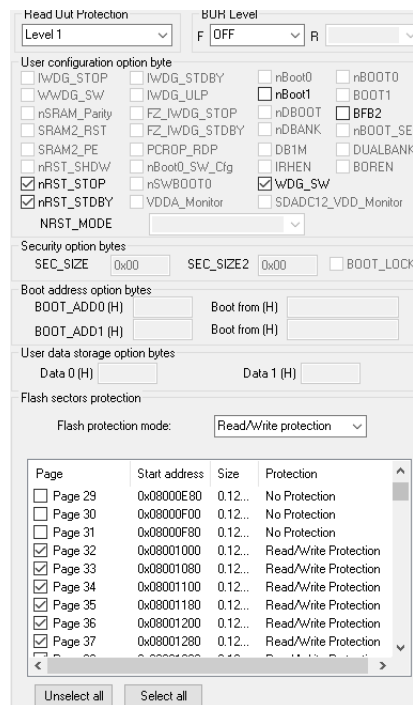 Read Out Protection BOR Level
Level 1 F OFF R
User configuration option byte
IWDG_STOP IWDG_STDBY nBoot0 nBOOT0
WWDG_SW IWDG_ULP nBoot1 BOOT1
nSRAM_Parity FZ_IWDG_STOP nDBOOT BFB2
SRAM2_RST FZ_IWDG_STDBY nDBANK nBOOT_SE
SRAM2_PE PCROP_RDP DB1M DUALBANK
nRST_SHDW nBoot0_SW_Cfg IRHEN BOREN
nRST_STOP nSWBOOT0 WDG_SW
nRST_STDBY VDDA_Monitor SDADC12_VDD_Monitor
NRST_MODE
Security option bytes
SEC_SIZE 0x00 SEC_SIZE2 0x00 BOOT_LOCK
Boot address option bytes
BOOT_ADD0 (H) Boot from (H)
BOOT_ADD1 (H) Boot from (H)
User data storage option bytes
Data 0 (H) Data 1 (H)
Flash sectors protection
Flash protection mode: Read/Write protection
Page Start address Size Protection
Page 29 0x08000E80 0.12... No Protection
Page 30 0x08000F00 0.12... No Protection
Page 31 0x08000F80 0.12... No Protection
Page 32 0x08001000 0.12... Read/Write Protection
Page 33 0x08001080 0.12... Read/Write Protection
Page 34 0x08001100 0.12... Read/Write Protection
Page 35 0x08001180 0.12... Read/Write Protection
Page 36 0x08001200 0.12... Read/Write Protection
Page 37 0x08001280 0.12... Read/Write Protection
Unselect all Select all